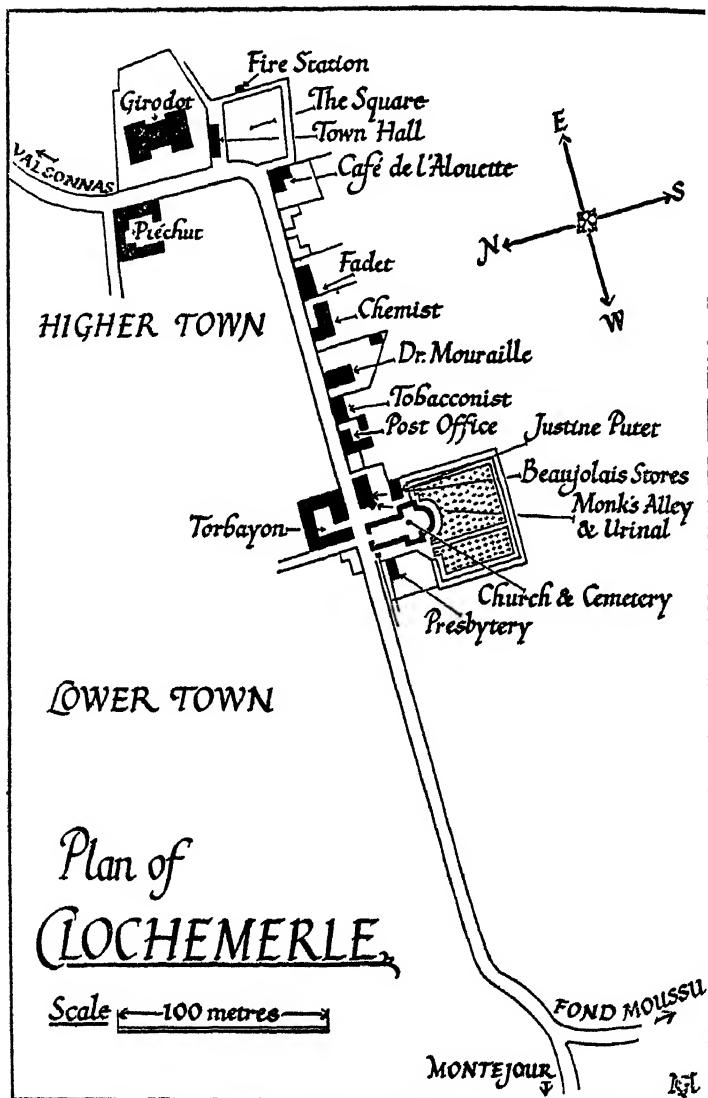 Fire Station
Girodot
The Square
Town Hall
VALSONNAS
Café de l'Alouette
E
S
N
W
Piéchut
Fadet
HIGHER TOWN
Chemist
Dr. Mouraille
Tobacconist
Post Office
Justine Putet
Beaujolais Stores
Monk's Alley
& Urinal
Torbayon
Church & Cemetery
Presbytery
LOWER TOWN
Plan of
CLOCHEMERLE
Scale 100 metres
FOND MOUSSU
MONTEJOUR